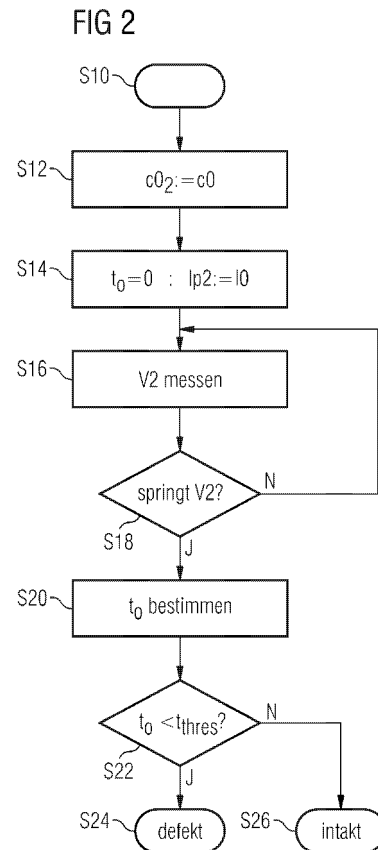 FIG 2
S10
S12
c0₂:=c0
S14
t₀=0 : Ip2:=I0
S16
V2 messen
springt V2?
N
S18
J
S20
t₀ bestimmen
t₀ <tthres?
N
S22
J
S24
defekt
S26
intakt